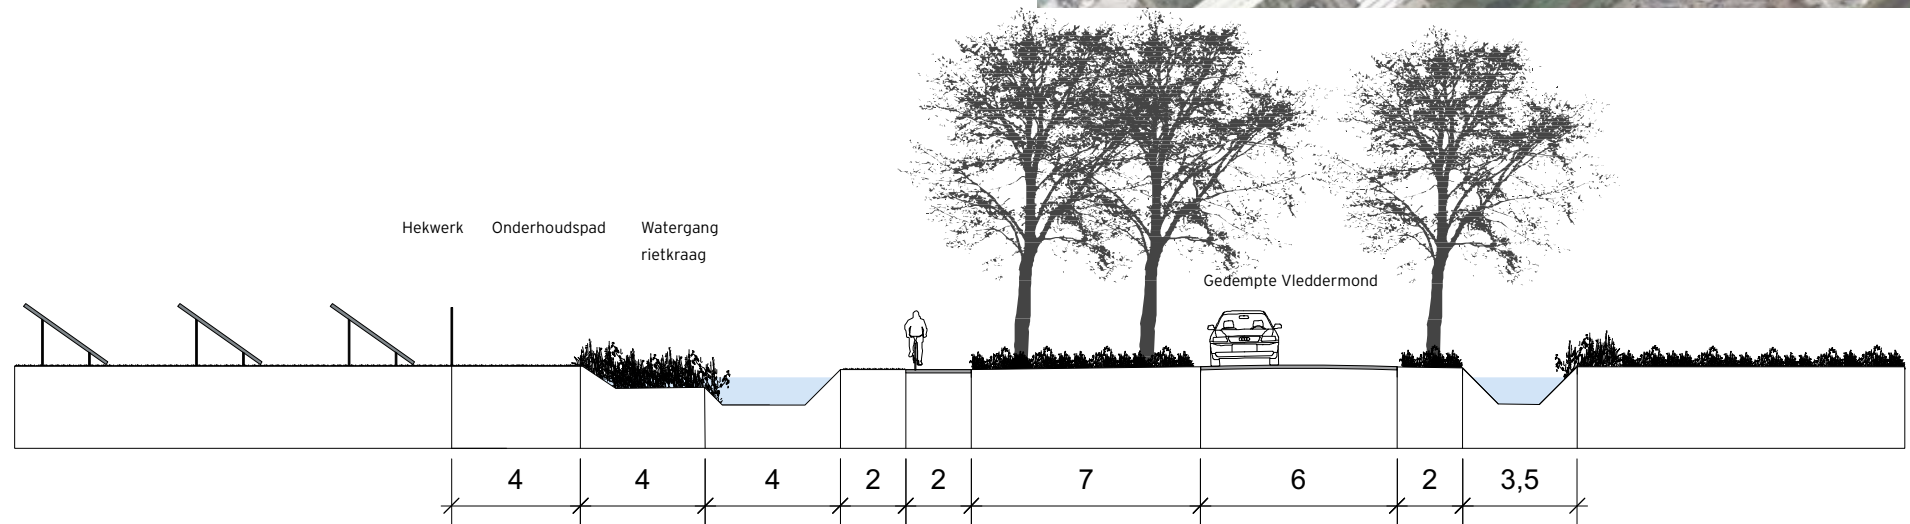 Hekwerk Onderhoudspad Watergang
rietkraag
Gedempte Vleddermond
4 4 4 2 2 7 6 2 3,5